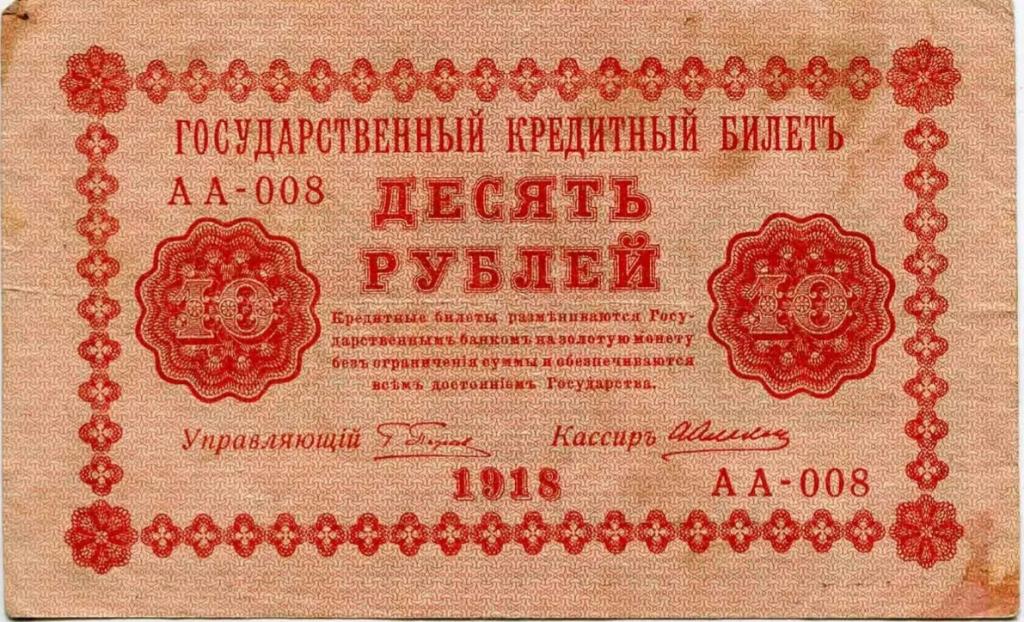 ГОСУДАРСТВЕННЫЙ КРЕДИТНЫЙ БИЛЕТЪ
АА-008
ДЕСЯТЬ
РУБЛЕЙ
10
10
Кредитные билеты размѣниваются Госу-
дарственнымъ банкомъ на золотую монету
безъ ограниченія суммы и обезпечиваются
всѣмъ достояніемъ Государства.
Управляющій
Кассиръ
1918
АА-008